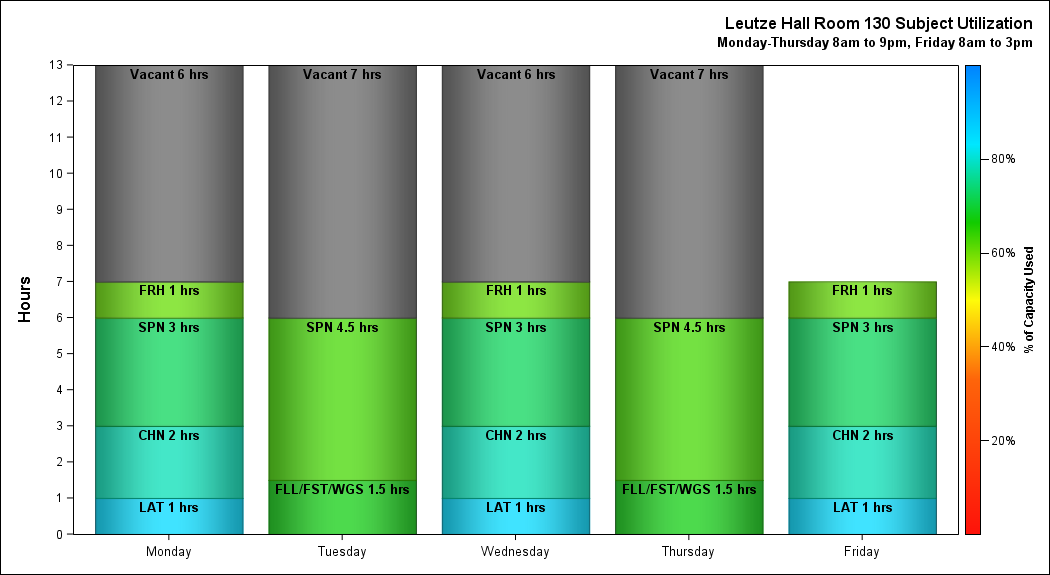 Leutze Hall Room 130 Subject Utilization
Monday-Thursday 8am to 9pm, Friday 8am to 3pm
Hours
13
12
11
10
9
8
7
6
5
4
3
2
1
0
Vacant 6 hrs
FRH 1 hrs
SPN 3 hrs
CHN 2 hrs
LAT 1 hrs
Vacant 7 hrs
SPN 4.5 hrs
FLL/FST/WGS 1.5 hrs
Vacant 6 hrs
FRH 1 hrs
SPN 3 hrs
CHN 2 hrs
LAT 1 hrs
Vacant 7 hrs
SPN 4.5 hrs
FLL/FST/WGS 1.5 hrs
FRH 1 hrs
SPN 3 hrs
CHN 2 hrs
LAT 1 hrs
Monday
Tuesday
Wednesday
Thursday
Friday
80%
60%
40%
20%
% of Capacity Used